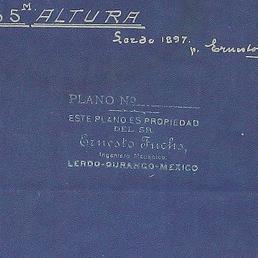 65 M. ALTURA
Lerdo 1897.
p. Ernesto
PLANO No.
ESTE PLANO ES PROPIEDAD
DEL SR.
Ernesto Fuchs,
Ingeniero Mecánico.
LERDO-DURANGO-MEXICO